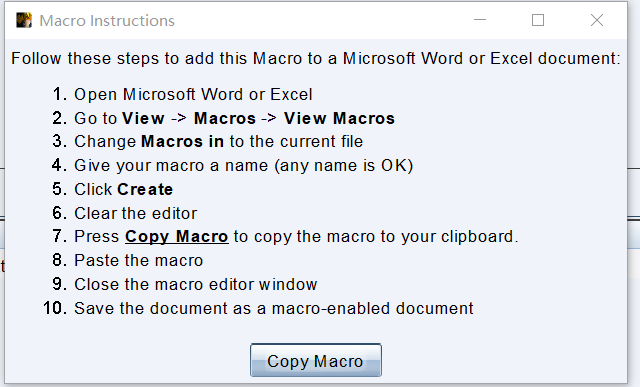 Macro Instructions
Follow these steps to add this Macro to a Microsoft Word or Excel document:
1. Open Microsoft Word or Excel
2. Go to View -> Macros -> View Macros
3. Change Macros in to the current file
4. Give your macro a name (any name is OK)
5. Click Create
6. Clear the editor
7. Press Copy Macro to copy the macro to your clipboard.
8. Paste the macro
9. Close the macro editor window
10. Save the document as a macro-enabled document
Copy Macro